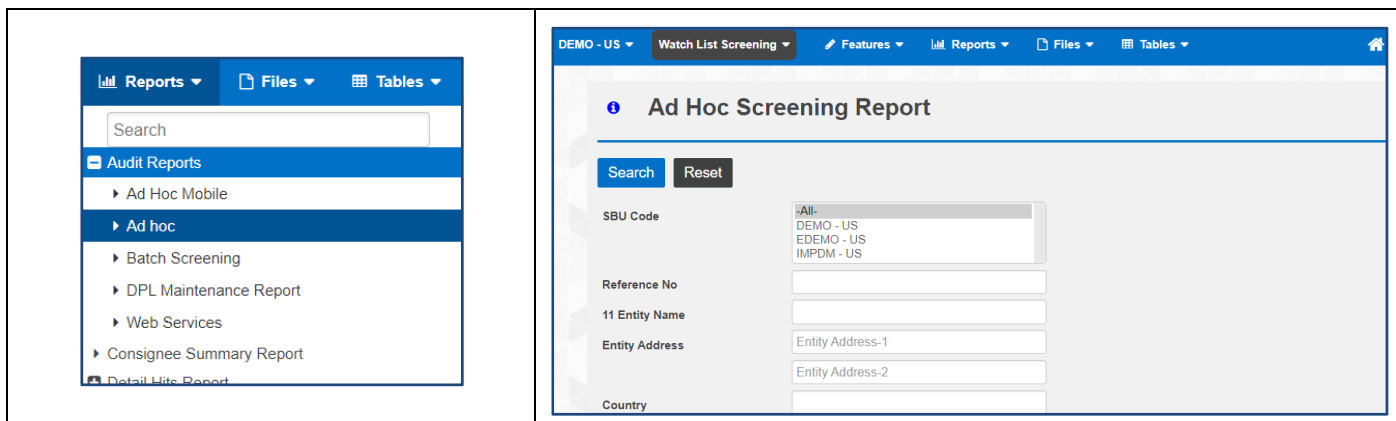 Reports Files Tables
Search
Audit Reports
Ad Hoc Mobile
Ad hoc
Batch Screening
DPL Maintenance Report
Web Services
Consignee Summary Report
Detail Hits Report
DEMO - US Watch List Screening Features Reports Files Tables
Ad Hoc Screening Report
Search Reset
SBU Code
-All-
DEMO - US
EDEMO - US
IMPDM - US
Reference No
11 Entity Name
Entity Address Entity Address-1
Entity Address-2
Country